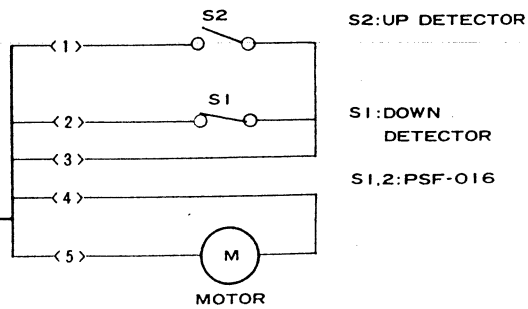 S2
S2:UP DETECTOR
<1>
S1
S1:DOWN
DETECTOR
<2>
<3>
S1,2:PSF-016
<4>
<5>
M
MOTOR